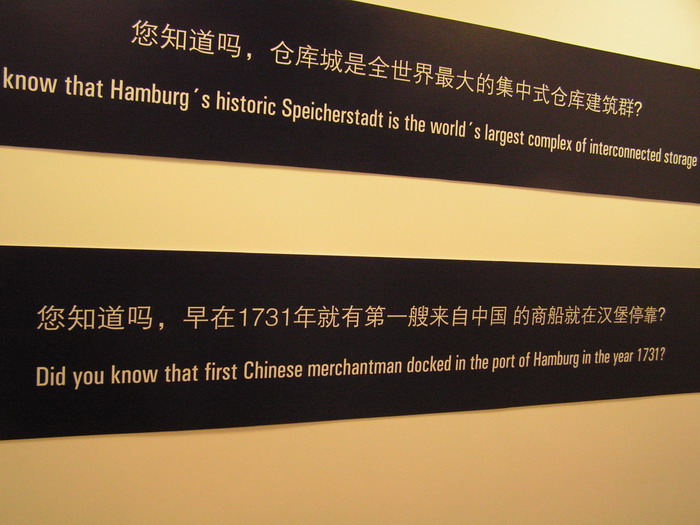 您知道吗，仓库城是全世界最大的集中式仓库建筑群?
know that Hamburg´s historic Speicherstadt is the world´s largest complex of interconnected storage
您知道吗，早在1731年就有第一艘来自中国 的商船就在汉堡停靠?
Did you know that first Chinese merchantman docked in the port of Hamburg in the year 1731?